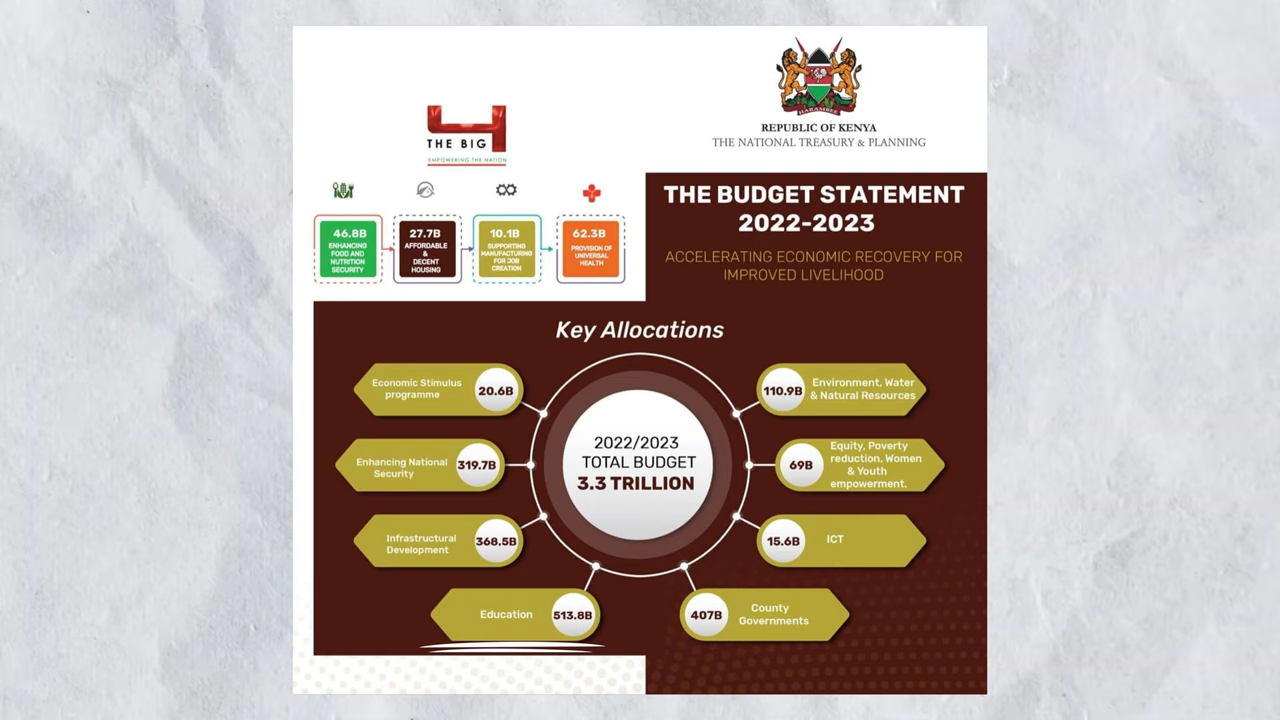 HARAMBEE
REPUBLIC OF KENYA
THE NATIONAL TREASURY & PLANNING
THE BIG 4
EMPOWERING THE NATION
46.8B
ENHANCING
FOOD AND
NUTRITION
SECURITY
27.7B
AFFORDABLE
&
DECENT
HOUSING
10.1B
SUPPORTING
MANUFACTURING
FOR JOB
CREATION
62.3B
PROVISION OF
UNIVERSAL
HEALTH
THE BUDGET STATEMENT
2022-2023
ACCELERATING ECONOMIC RECOVERY FOR
IMPROVED LIVELIHOOD
Key Allocations
Economic Stimulus
programme
20.6B
Enhancing National
Security
319.7B
Infrastructural
Development
368.5B
Education
513.8B
2022/2023
TOTAL BUDGET
3.3 TRILLION
110.9B
Environment, Water
& Natural Resources
69B
Equity, Poverty
reduction, Women
& Youth
empowerment.
15.6B
ICT
407B
County
Governments